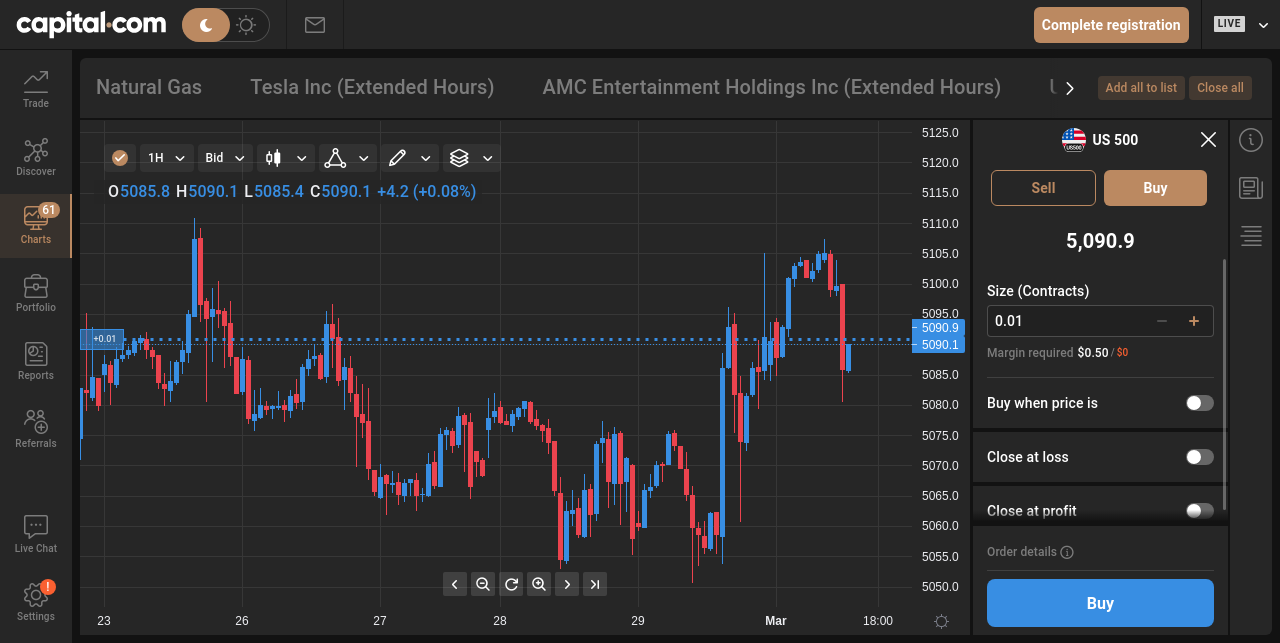 capital.com
Complete registration
LIVE
Trade
Discover
61
Charts
Portfolio
Reports
Referrals
Live Chat
!
Settings
Natural Gas
Tesla Inc (Extended Hours)
AMC Entertainment Holdings Inc (Extended Hours)
Add all to list
Close all
1H
Bid
O5085.8 H5090.1 L5085.4 C5090.1 +4.2 (+0.08%)
+0.01
5125.0
5120.0
5115.0
5110.0
5105.0
5100.0
5095.0
5090.9
5090.1
5085.0
5080.0
5075.0
5070.0
5065.0
5060.0
5055.0
5050.0
23 26 27 28 29 Mar 18:00
US500
US 500
Sell
Buy
5,090.9
Size (Contracts)
0.01
Margin required $0.50 / $0
Buy when price is
Close at loss
Close at profit
Order details
Buy